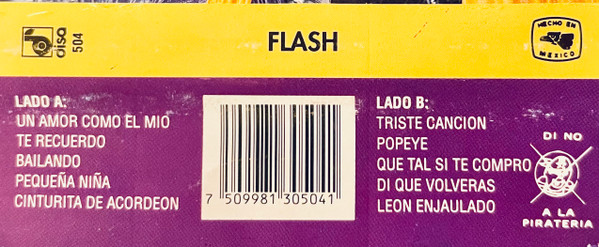 disa
504
FLASH
HECHO EN
MEXICO
LADO A:
UN AMOR COMO EL MIO
TE RECUERDO
BAILANDO
PEQUEÑA NIÑA
CINTURITA DE ACORDEON
7 509981 305041
LADO B:
TRISTE CANCION
POPEYE
QUE TAL SI TE COMPRO
DI QUE VOLVERAS
LEON ENJAULADO
DI NO
A LA
PIRATERIA